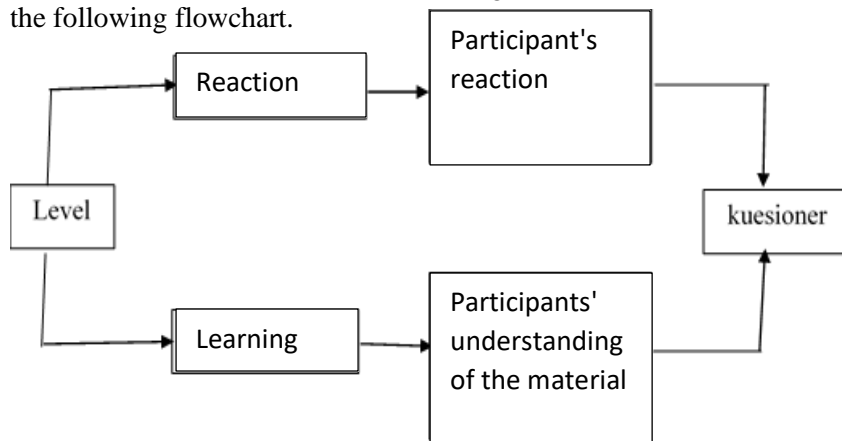 the following flowchart.
Reaction
Participant's
reaction
Level
kuesioner
Learning
Participants'
understanding
of the material